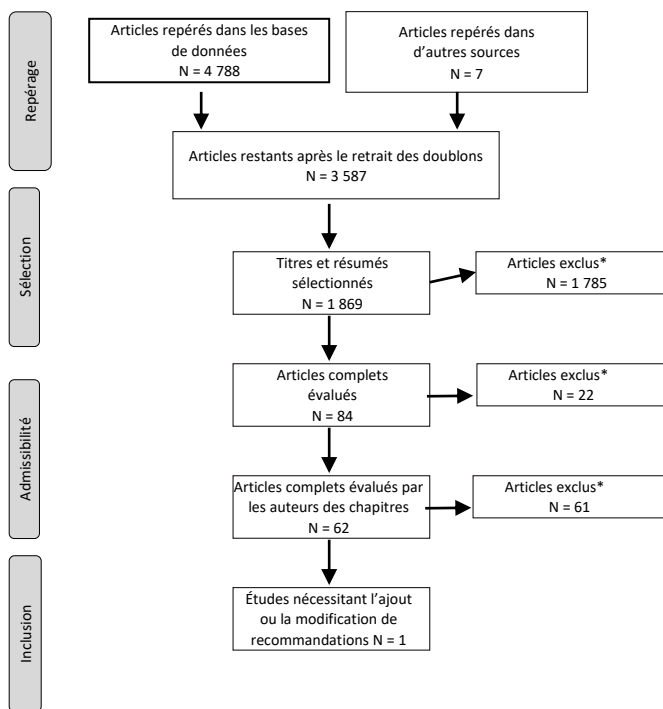 Repérage
Articles repérés dans les bases
de données
N = 4 788
Articles repérés dans
d’autres sources
N = 7
Articles restants après le retrait des doublons
N = 3 587
Sélection
Titres et résumés
sélectionnés
N = 1 869
Articles exclus*
N = 1 785
Admissibilité
Articles complets
évalués
N = 84
Articles exclus*
N = 22
Articles complets évalués par
les auteurs des chapitres
N = 62
Articles exclus*
N = 61
Inclusion
Études nécessitant l’ajout
ou la modification de
recommandations N = 1